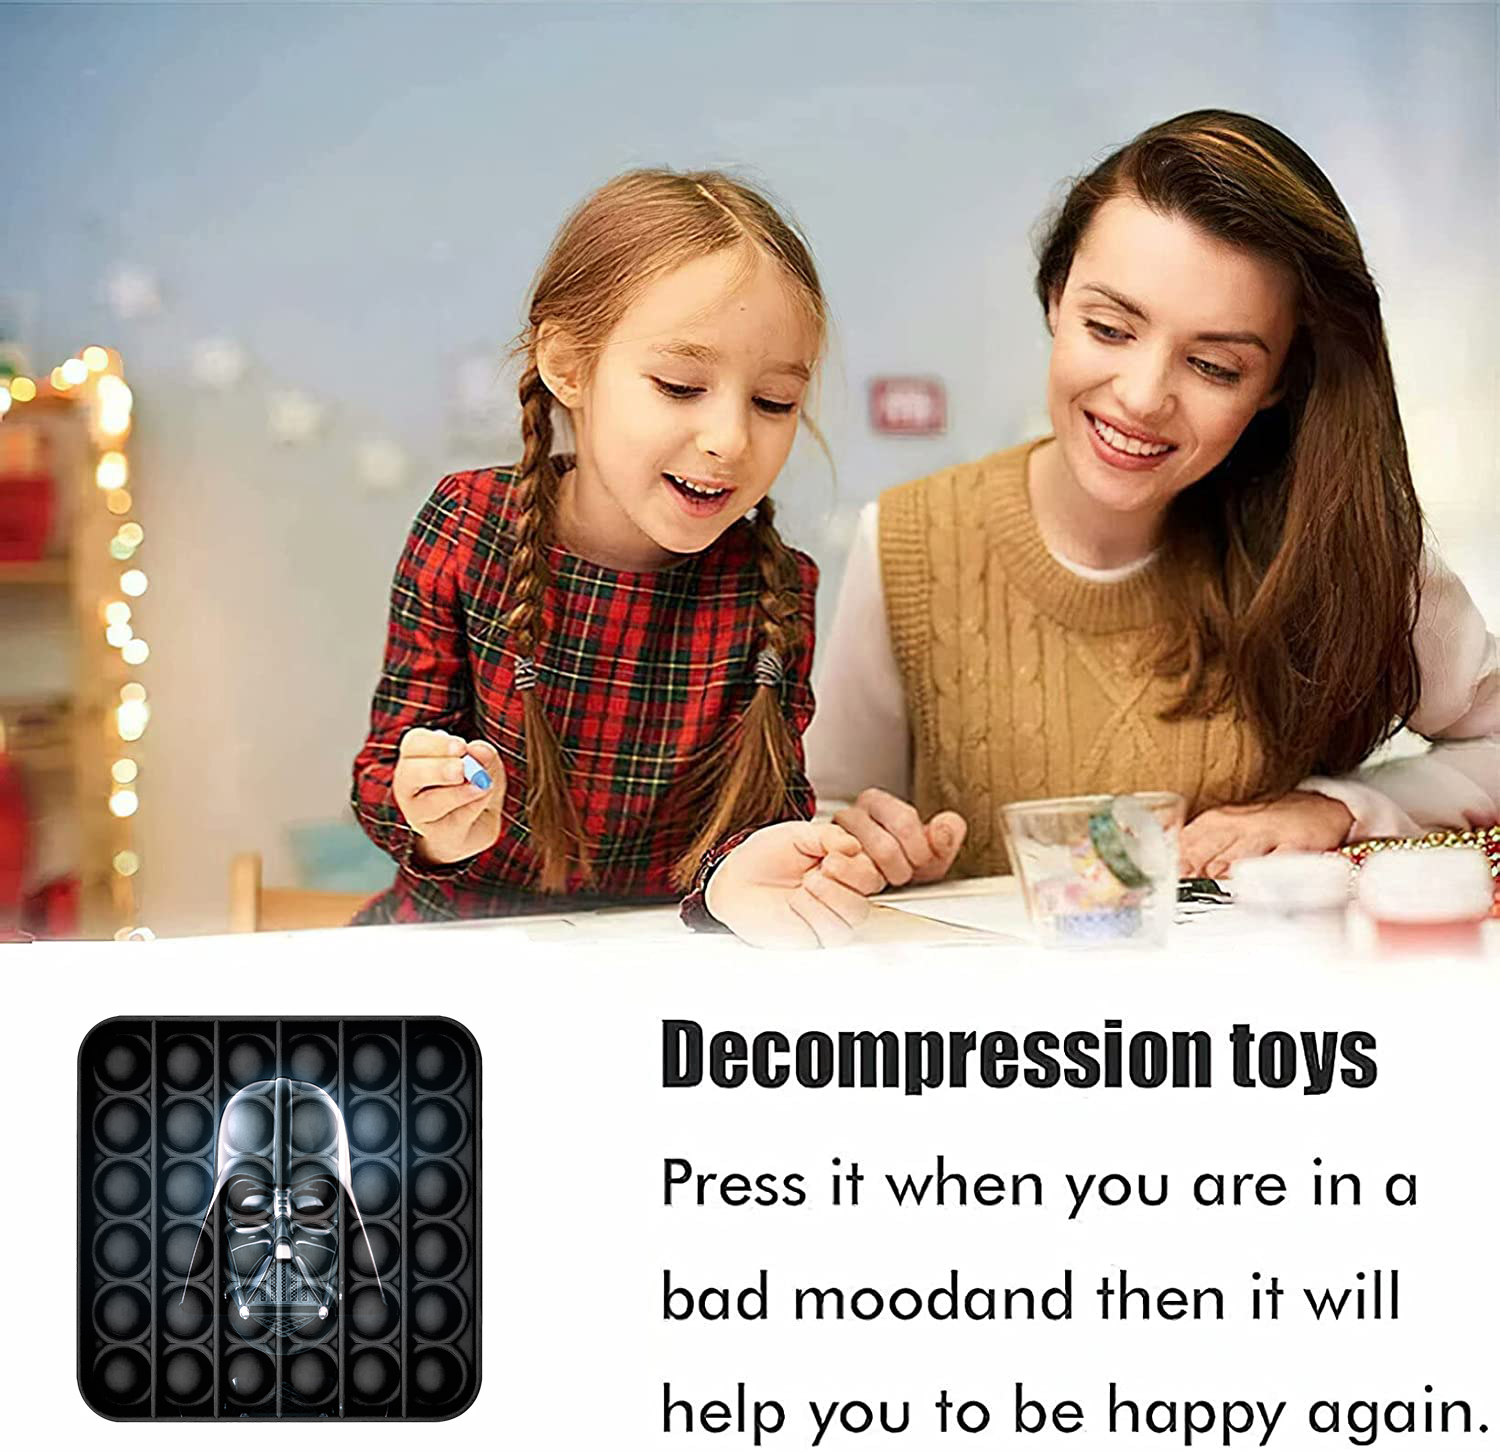 Decompression toys
Press it when you are in a
bad moodand then it will
help you to be happy again.